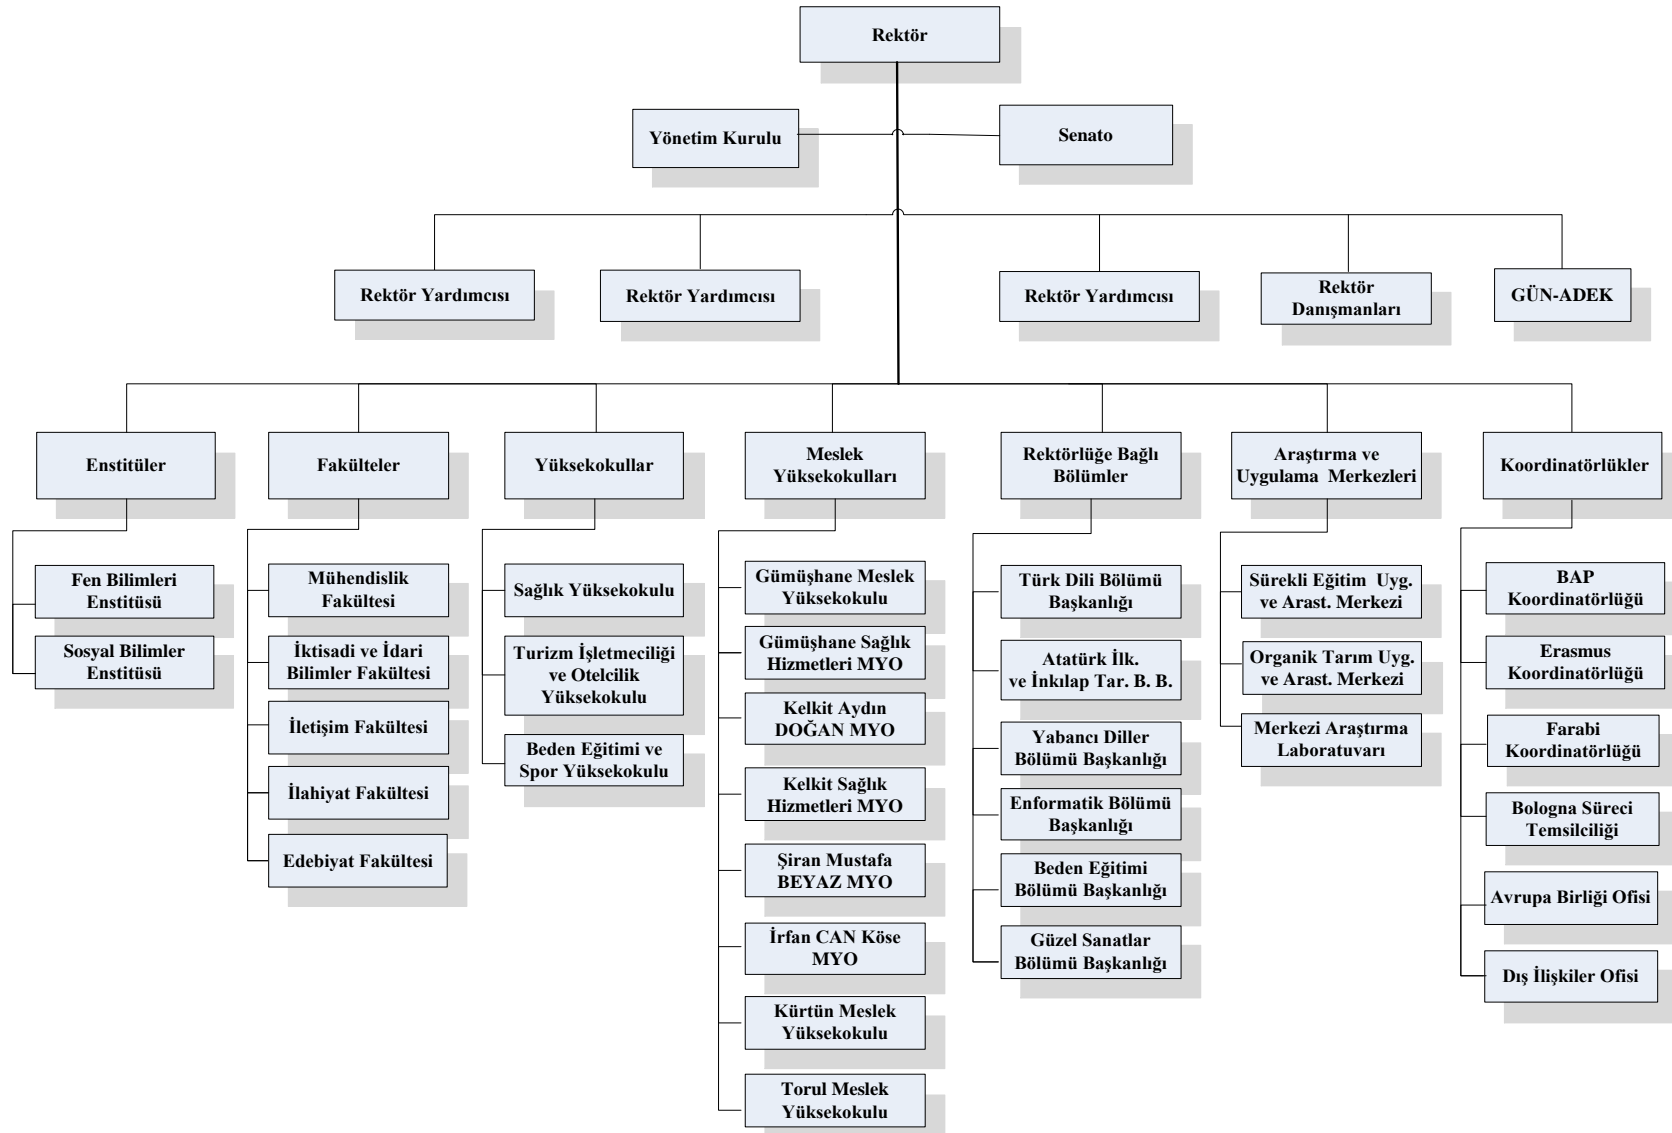 Rektör
Yönetim Kurulu
Senato
Rektör Yardımcısı
Rektör Yardımcısı
Rektör Yardımcısı
Rektör
Danışmanları
GÜN-ADEK
Enstitüler
Fakülteler
Yüksekokullar
Meslek
Yüksekokulları
Rektörlüğe Bağlı
Bölümler
Araştırma ve
Uygulama Merkezleri
Koordinatörlükler
Fen Bilimleri
Enstitüsü
Sosyal Bilimler
Enstitüsü
Mühendislik
Fakültesi
İktisadi ve İdari
Bilimler Fakültesi
İletişim Fakültesi
İlahiyat Fakültesi
Edebiyat Fakültesi
Sağlık Yüksekokulu
Turizm İşletmeciliği
ve Otelcilik
Yüksekokulu
Beden Eğitimi ve
Spor Yüksekokulu
Gümüşhane Meslek
Yüksekokulu
Gümüşhane Sağlık
Hizmetleri MYO
Kelkit Aydın
DOĞAN MYO
Kelkit Sağlık
Hizmetleri MYO
Şiran Mustafa
BEYAZ MYO
İrfan CAN Köse
MYO
Kürtün Meslek
Yüksekokulu
Torul Meslek
Yüksekokulu
Türk Dili Bölümü
Başkanlığı
Atatürk İlk.
ve İnkılap Tar. B. B.
Yabancı Diller
Bölümü Başkanlığı
Enformatik Bölümü
Başkanlığı
Beden Eğitimi
Bölümü Başkanlığı
Güzel Sanatlar
Bölümü Başkanlığı
Sürekli Eğitim Uyg.
ve Arast. Merkezi
Organik Tarım Uyg.
ve Arast. Merkezi
Merkezi Araştırma
Laboratuvarı
BAP
Koordinatörlüğü
Erasmus
Koordinatörlüğü
Farabi
Koordinatörlüğü
Bologna Süreci
Temsilciliği
Avrupa Birliği Ofisi
Dış İlişkiler Ofisi